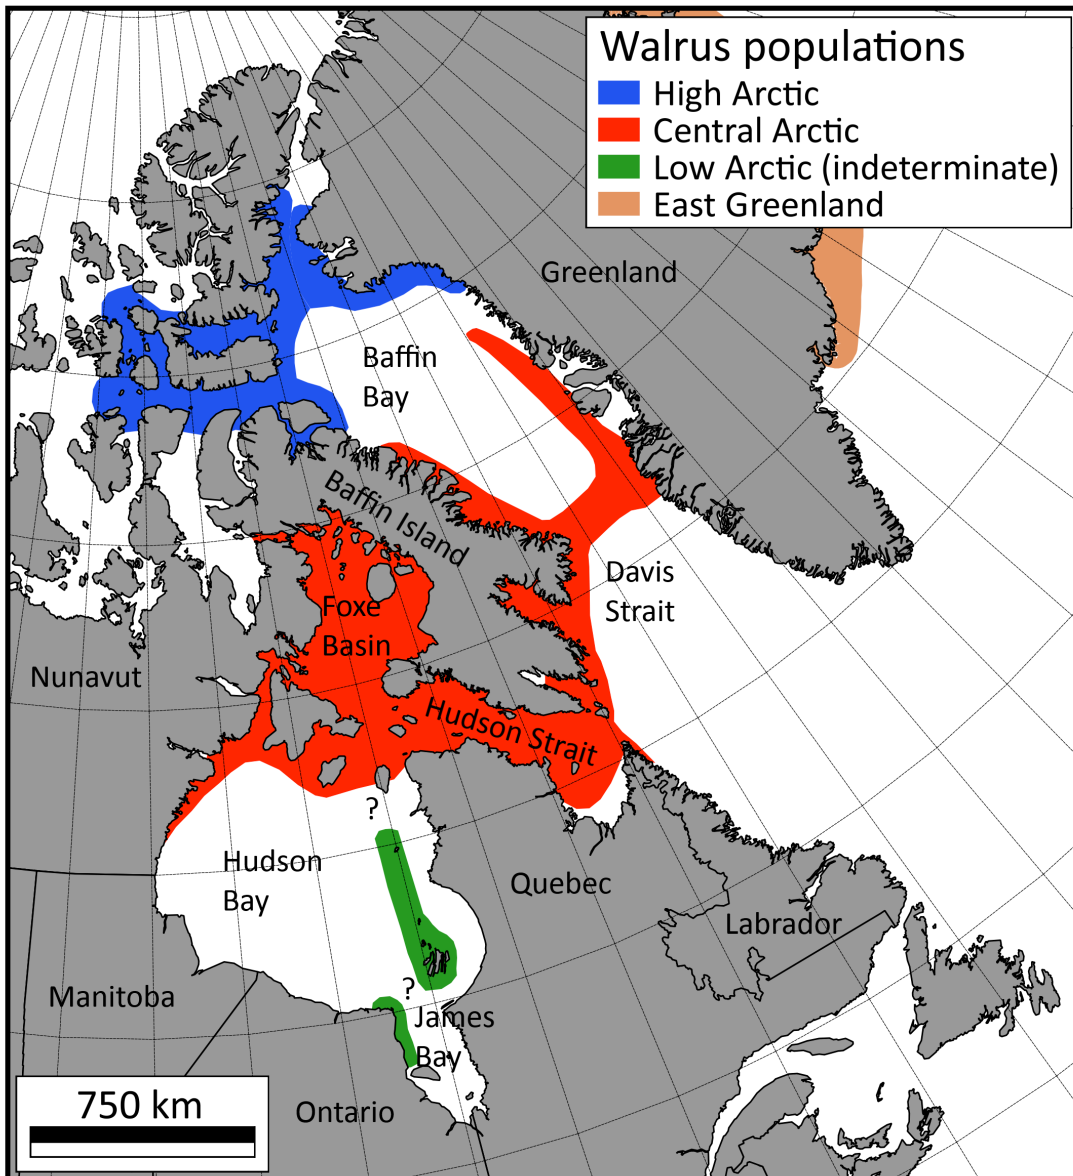 Walrus populations
High Arctic
Central Arctic
Low Arctic (indeterminate)
East Greenland
Greenland
Baffin
Bay
Baffin Island
Davis
Strait
Foxe
Basin
Nunavut
Hudson Strait
?
Hudson
Bay
Quebec
Labrador
?
Manitoba
James
Bay
750 km
Ontario